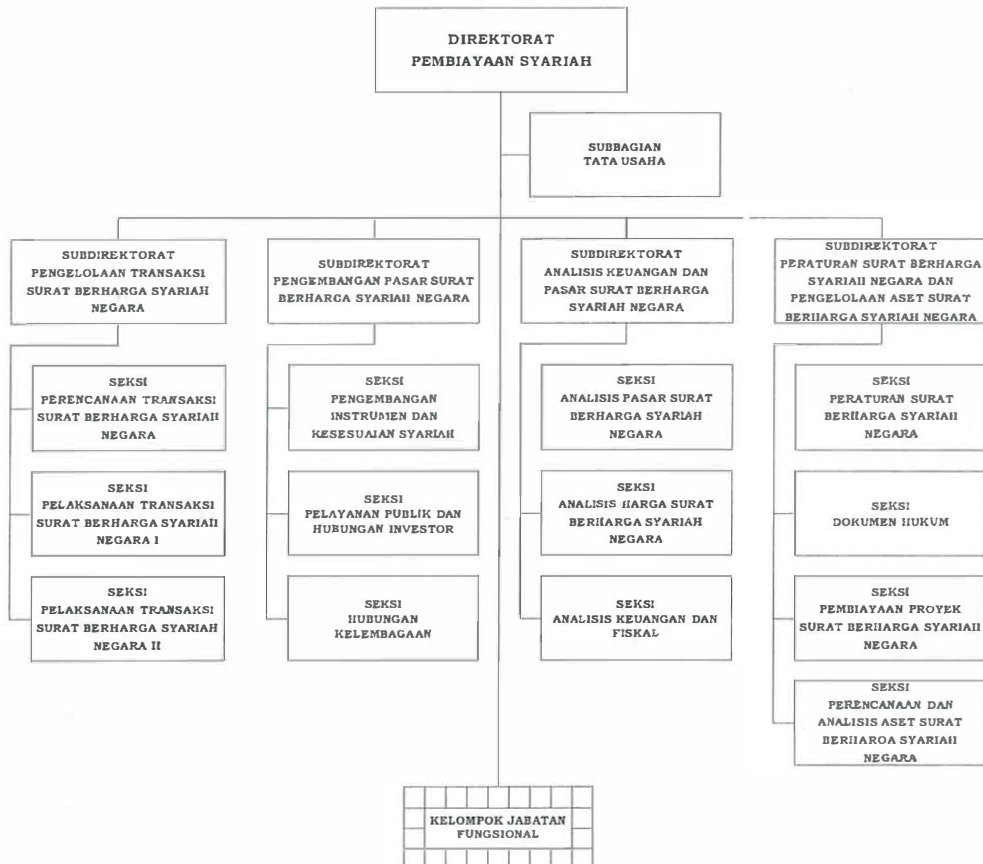 DIREKTORAT
PEMBIAYAAN SYARIAH
SUBBAGIAN
TATA USAHA
SUBDIREKTORAT
PENGELOLAAN TRANSAKSI
SURAT BERHARGA SYARIAH
NEGARA
SUBDIREKTORAT
PENGEMBANGAN PASAR SURAT
BERHARGA SYARIAH NEGARA
SUBDIREKTORAT
ANALISIS KEUANGAN DAN
PASAR SURAT BERHARGA
SYARIAH NEGARA
SUBDIREKTORAT
PERATURAN SURAT BERHARGA
SYARIAH NEGARA DAN
PENGELOLAAN ASET SURAT
BERHARGA SYARIAH NEGARA
SEKSI
PERENCANAAN TRANSAKSI
SURAT BERHARGA SYARIAH
NEGARA
SEKSI
PENGEMBANGAN
INSTRUMEN DAN
KESESUAIAN SYARIAH
SEKSI
ANALISIS PASAR SURAT
BERHARGA SYARIAH
NEGARA
SEKSI
PERATURAN SURAT
BERHARGA SYARIAH
NEGARA
SEKSI
PELAKSANAAN TRANSAKSI
SURAT BERHARGA SYARIAH
NEGARA I
SEKSI
PELAYANAN PUBLIK DAN
HUBUNGAN INVESTOR
SEKSI
ANALISIS HARGA SURAT
BERHARGA SYARIAH
NEGARA
SEKSI
DOKUMEN HUKUM
SEKSI
PELAKSANAAN TRANSAKSI
SURAT BERHARGA SYARIAH
NEGARA II
SEKSI
HUBUNGAN
KELEMBAGAAN
SEKSI
ANALISIS KEUANGAN DAN
FISKAL
SEKSI
PEMBIAYAAN PROYEK
SURAT BERHARGA SYARIAH
NEGARA
SEKSI
PERENCANAAN DAN
ANALISIS ASET SURAT
BERHARGA SYARIAH
NEGARA
KELOMPOK JABATAN
FUNGSIONAL